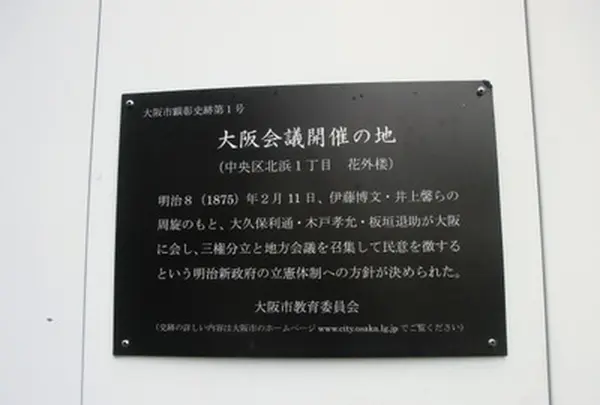 大阪市顕彰史跡第1号
大阪会議開催の地
(中央区北浜1丁目 花外楼)
明治8(1875)年2月11日、伊藤博文・井上馨らの
周旋のもと、大久保利通・木戸孝允・板垣退助が大阪
に会し、三権分立と地方会議を召集して民意を徴する
という明治新政府の立憲体制への方針が決められた。
大阪市教育委員会
(史跡の詳しい内容は大阪市のホームページ www.city.osaka.lg.jp でご覧ください)